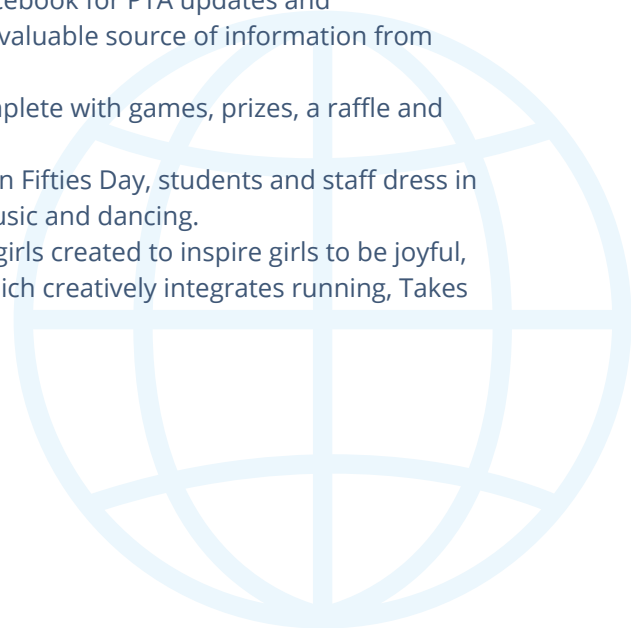 cebook for PTA updates and
valuable source of information from
plete with games, prizes, a raffle and
n Fifties Day, students and staff dress in
usic and dancing.
girls created to inspire girls to be joyful,
ich creatively integrates running, Takes